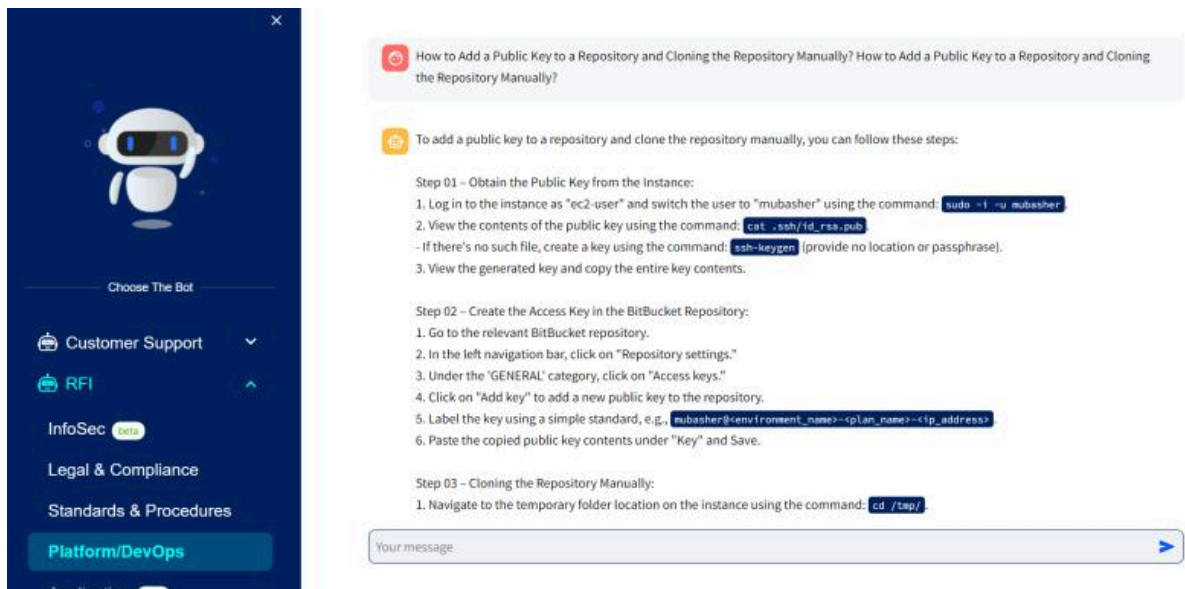 ×
Choose The Bot
Customer Support
RFI
InfoSec beta
Legal & Compliance
Standards & Procedures
Platform/DevOps
How to Add a Public Key to a Repository and Cloning the Repository Manually? How to Add a Public Key to a Repository and Cloning
the Repository Manually?
To add a public key to a repository and clone the repository manually, you can follow these steps:
Step 01 – Obtain the Public Key from the Instance:
1. Log in to the instance as "ec2-user" and switch the user to "mubasher" using the command: sudo -i -u mubasher.
2. View the contents of the public key using the command: cat .ssh/id_rsa.pub.
- If there's no such file, create a key using the command: ssh-keygen (provide no location or passphrase).
3. View the generated key and copy the entire key contents.
Step 02 – Create the Access Key in the BitBucket Repository:
1. Go to the relevant BitBucket repository.
2. In the left navigation bar, click on "Repository settings."
3. Under the 'GENERAL' category, click on "Access keys."
4. Click on "Add key" to add a new public key to the repository.
5. Label the key using a simple standard, e.g., mubasher@<environment_name>-<plan_name>-<ip_address>.
6. Paste the copied public key contents under "Key" and Save.
Step 03 – Cloning the Repository Manually:
1. Navigate to the temporary folder location on the instance using the command: cd /tmp/.
Your message